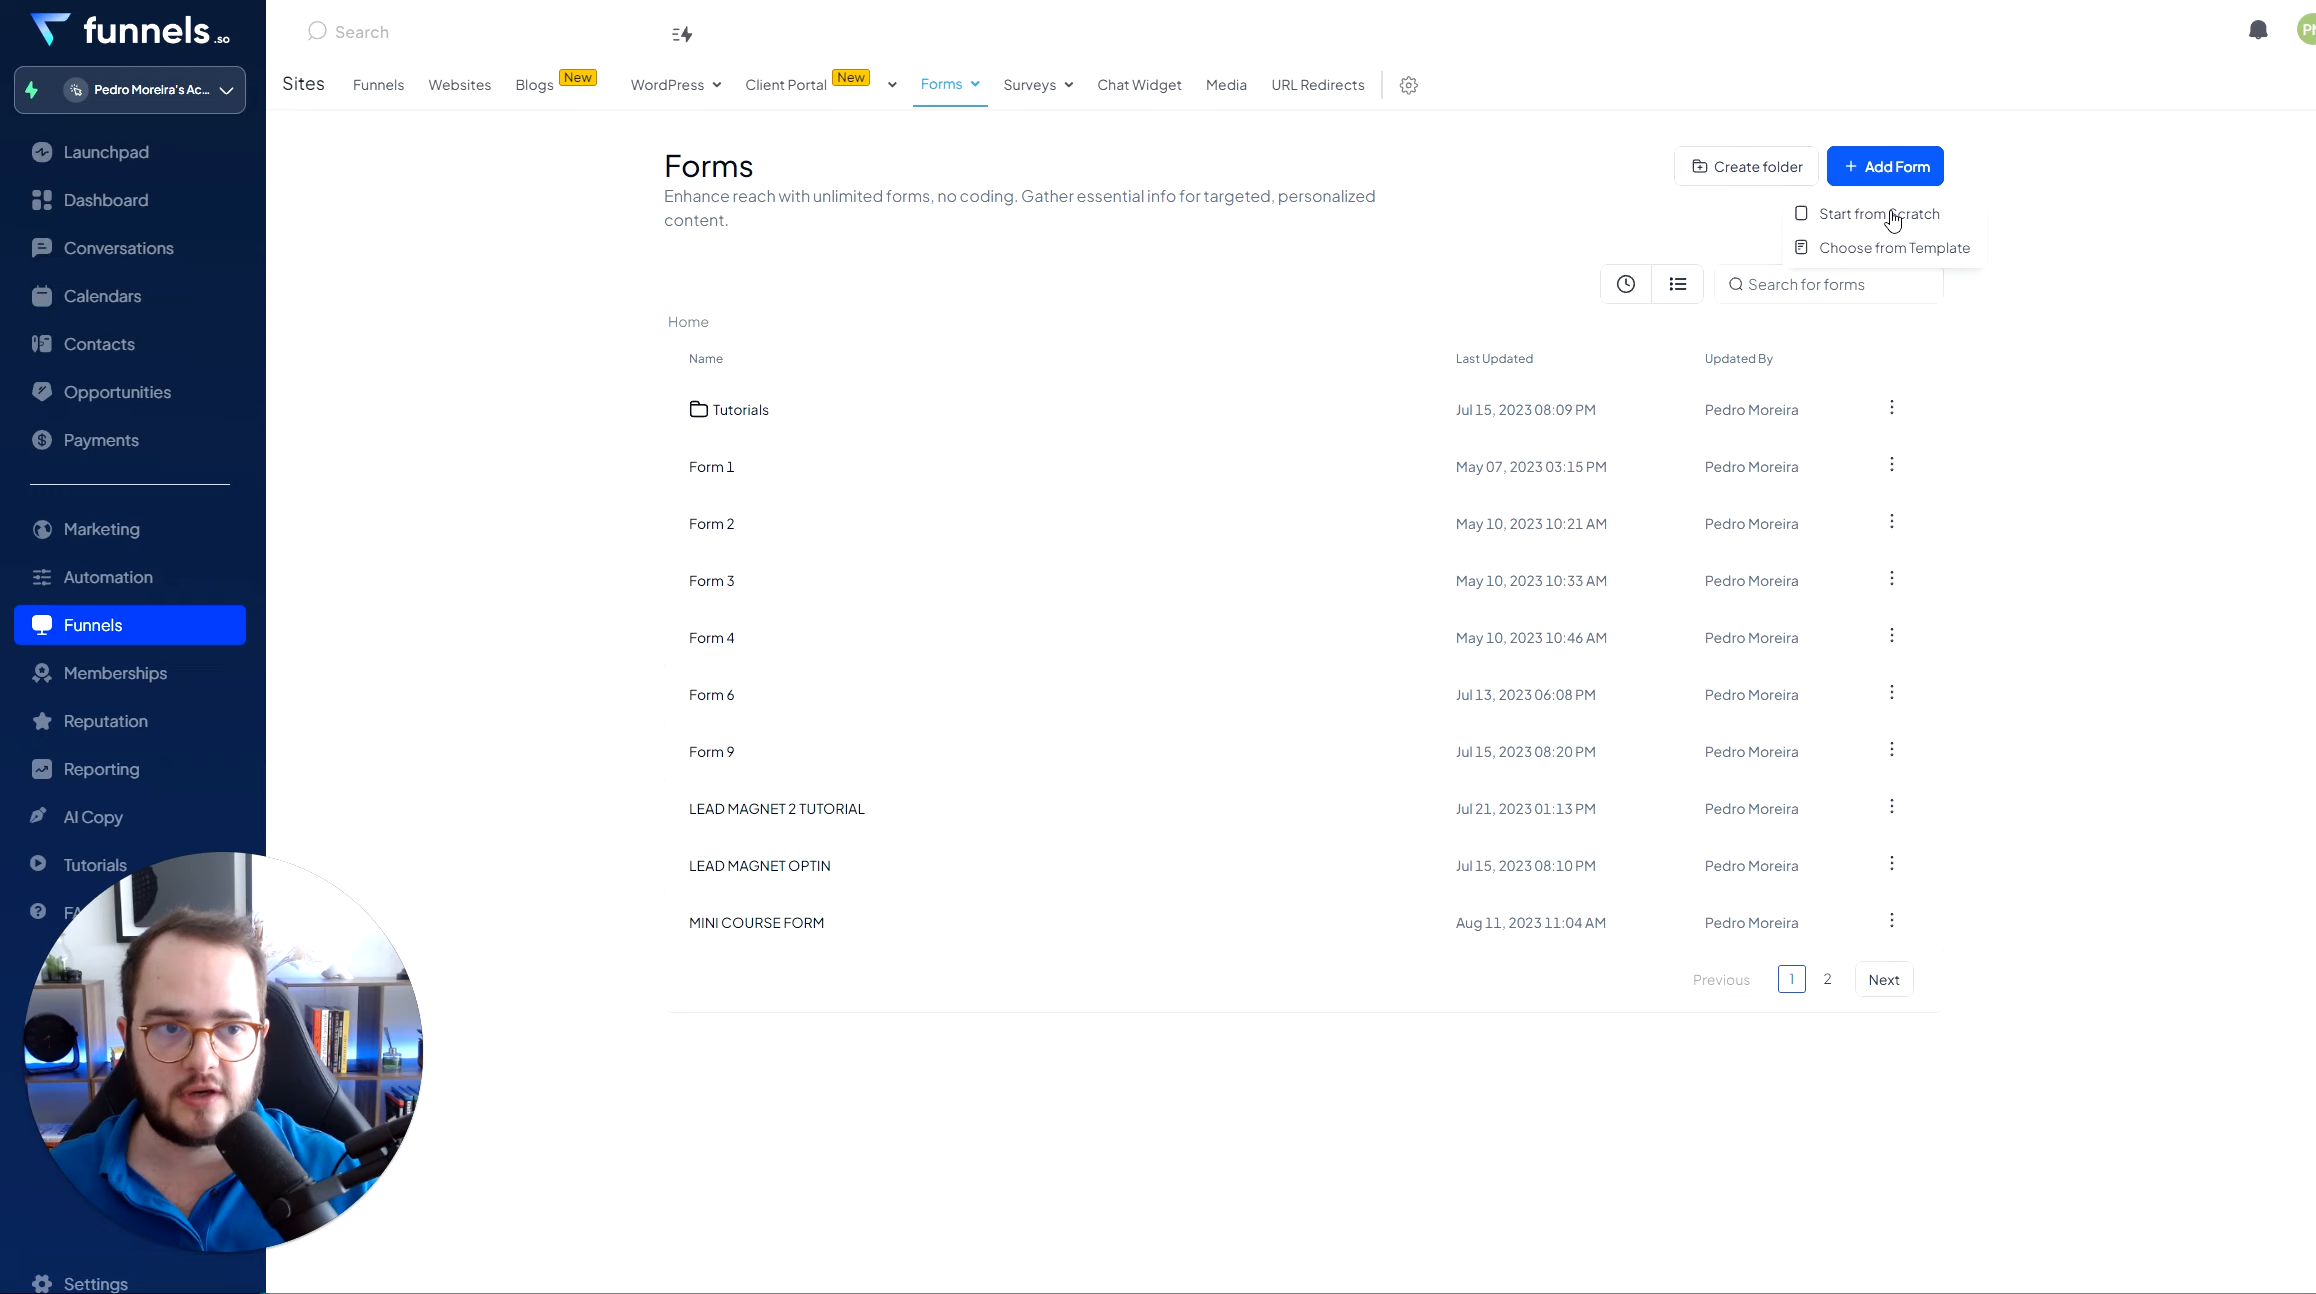 funnels.so
Search
PM
Pedro Moreira's Ac...
Sites
Funnels
Websites
Blogs
New
WordPress
Client Portal
New
Forms
Surveys
Chat Widget
Media
URL Redirects
Launchpad
Dashboard
Conversations
Calendars
Contacts
Opportunities
Payments
Marketing
Automation
Funnels
Memberships
Reputation
Reporting
AI Copy
Tutorials
Settings
Forms
Enhance reach with unlimited forms, no coding. Gather essential info for targeted, personalized
content.
Create folder
+ Add Form
Start from Scratch
Choose from Template
Search for forms
Home
Name Last Updated Updated By
Tutorials Jul 15, 2023 08:09 PM Pedro Moreira
Form 1 May 07, 2023 03:15 PM Pedro Moreira
Form 2 May 10, 2023 10:21 AM Pedro Moreira
Form 3 May 10, 2023 10:33 AM Pedro Moreira
Form 4 May 10, 2023 10:46 AM Pedro Moreira
Form 6 Jul 13, 2023 06:08 PM Pedro Moreira
Form 9 Jul 15, 2023 08:20 PM Pedro Moreira
LEAD MAGNET 2 TUTORIAL Jul 21, 2023 01:13 PM Pedro Moreira
LEAD MAGNET OPTIN Jul 15, 2023 08:10 PM Pedro Moreira
MINI COURSE FORM Aug 11, 2023 11:04 AM Pedro Moreira
Previous 1 2 Next